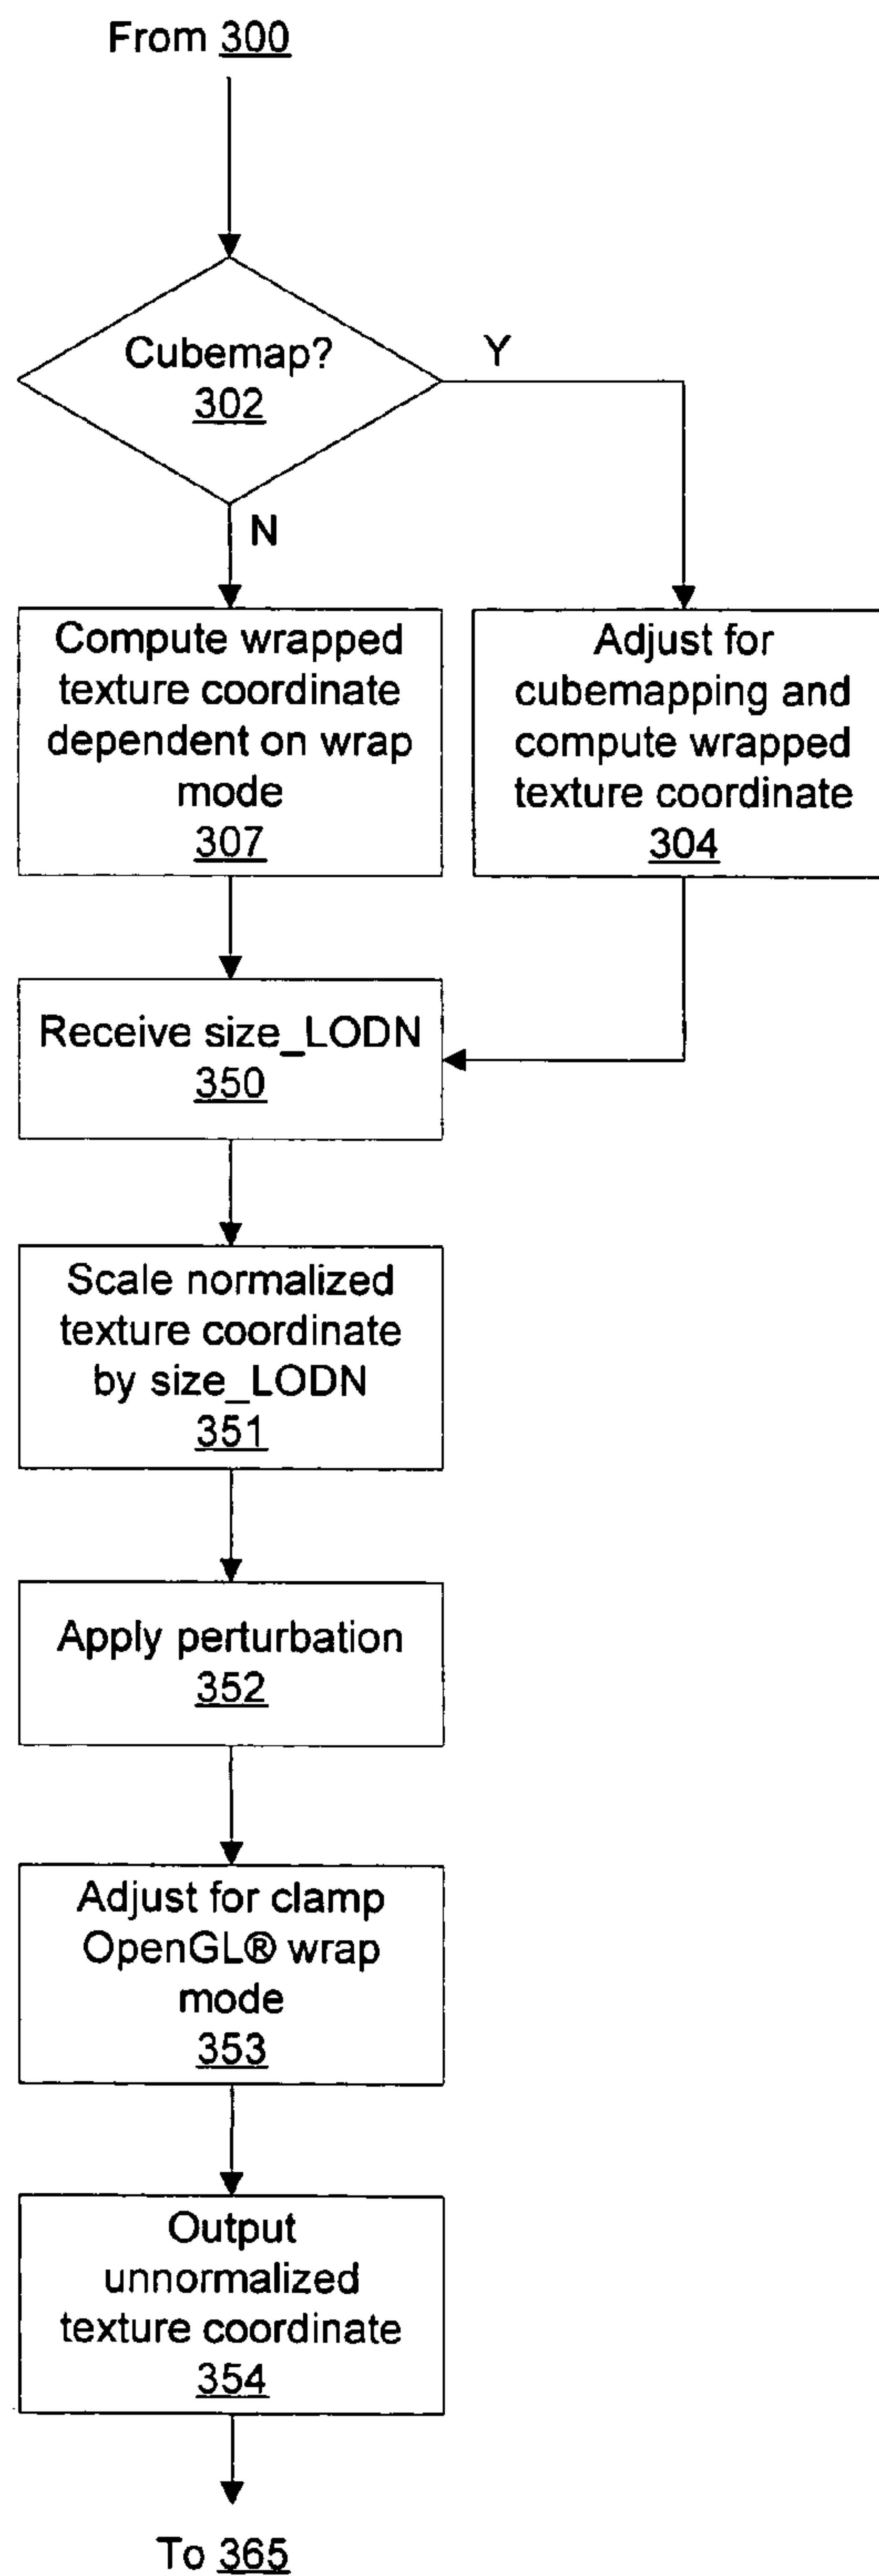 From 300
Cubemap?
302
Y
N
Compute wrapped
texture coordinate
dependent on wrap
mode
307
Adjust for
cubemapping and
compute wrapped
texture coordinate
304
Receive size_LODN
350
Scale normalized
texture coordinate
by size_LODN
351
Apply perturbation
352
Adjust for clamp
OpenGL® wrap
mode
353
Output
unnormalized
texture coordinate
354
To 365